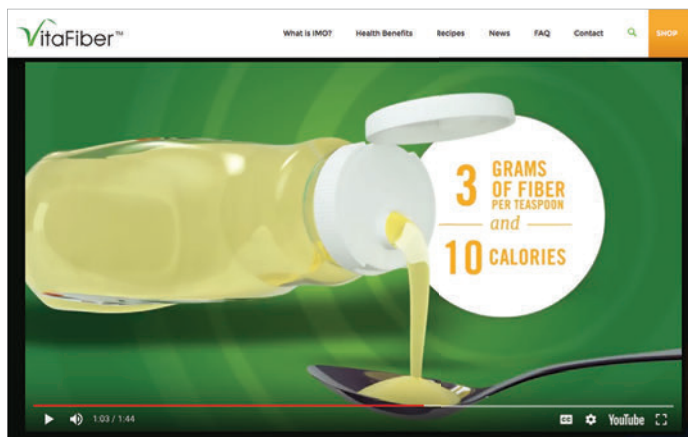 VitaFiber™
What is IMO? Health Benefits Recipes News FAQ Contact SHOP
3 GRAMS
OF FIBER
PER TEASPOON
and
10 CALORIES
1:03 / 1:44
CC YouTube